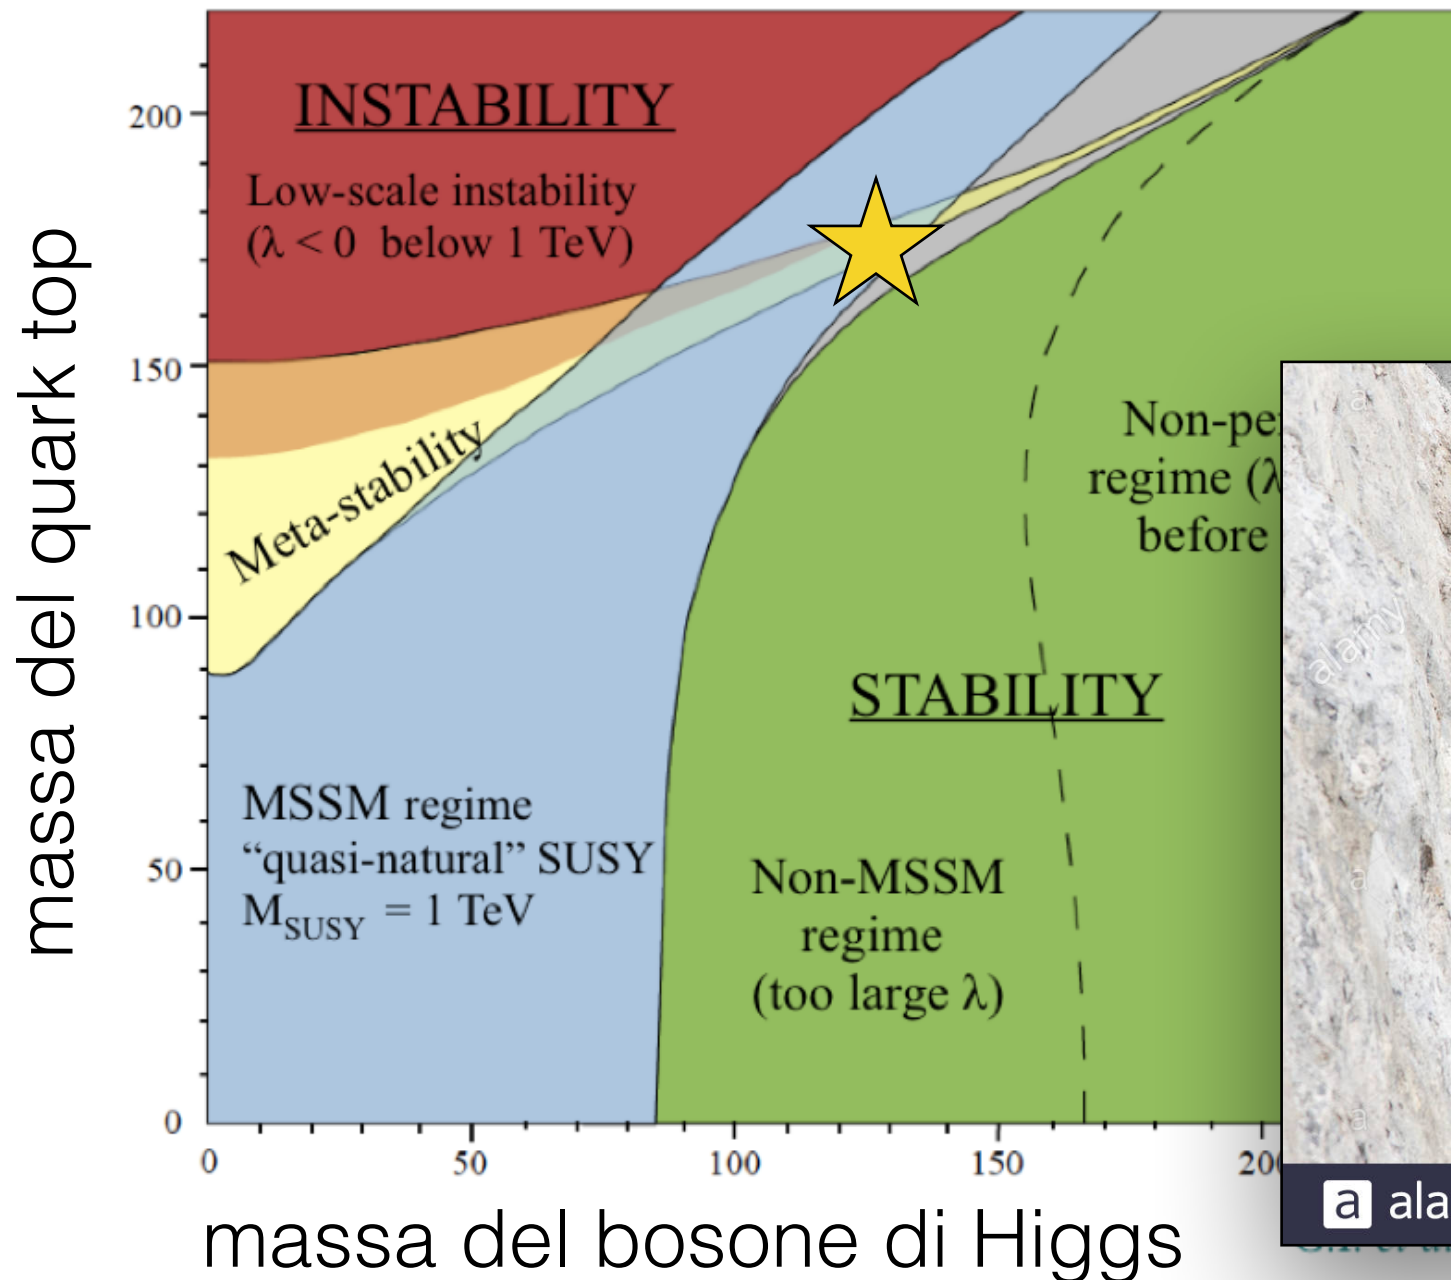 massa del quark top
200
150
100
50
0
INSTABILITY
Low-scale instability
(λ < 0 below 1 TeV)
Meta-stability
MSSM regime
“quasi-natural” SUSY
M_SUSY = 1 TeV
regime (λ
before
STABILITY
Non-MSSM
regime
(too large λ)
0 50 100 150
massa del bosone di Higgs
a
alamy
a
a
a